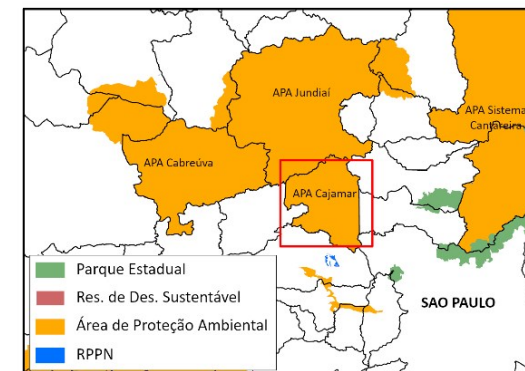 APA Jundiaí
APA Sistema
Cantareira
APA Cabreúva
APA Cajamar
SAO PAULO
Parque Estadual
Res. de Des. Sustentável
Área de Proteção Ambiental
RPPN